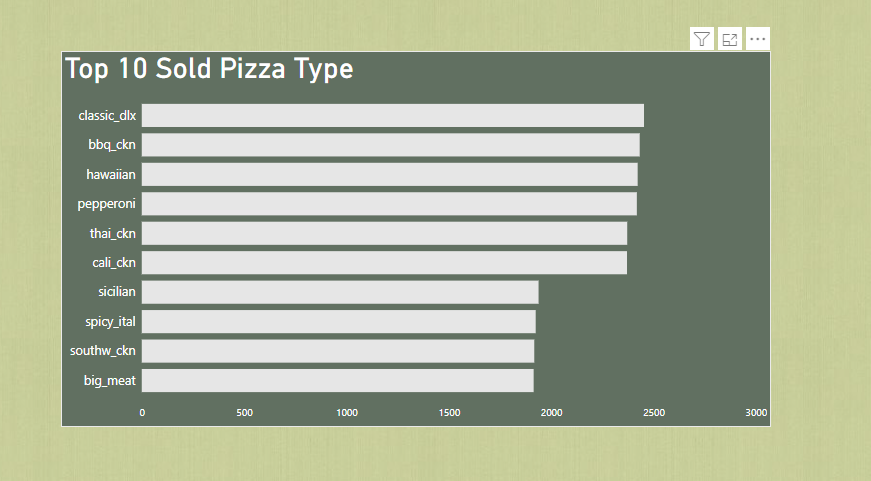 Top 10 Sold Pizza Type
classic_dlx
bbq_ckn
hawaiian
pepperoni
thai_ckn
cali_ckn
sicilian
spicy_ital
southw_ckn
big_meat
0 500 1000 1500 2000 2500 3000